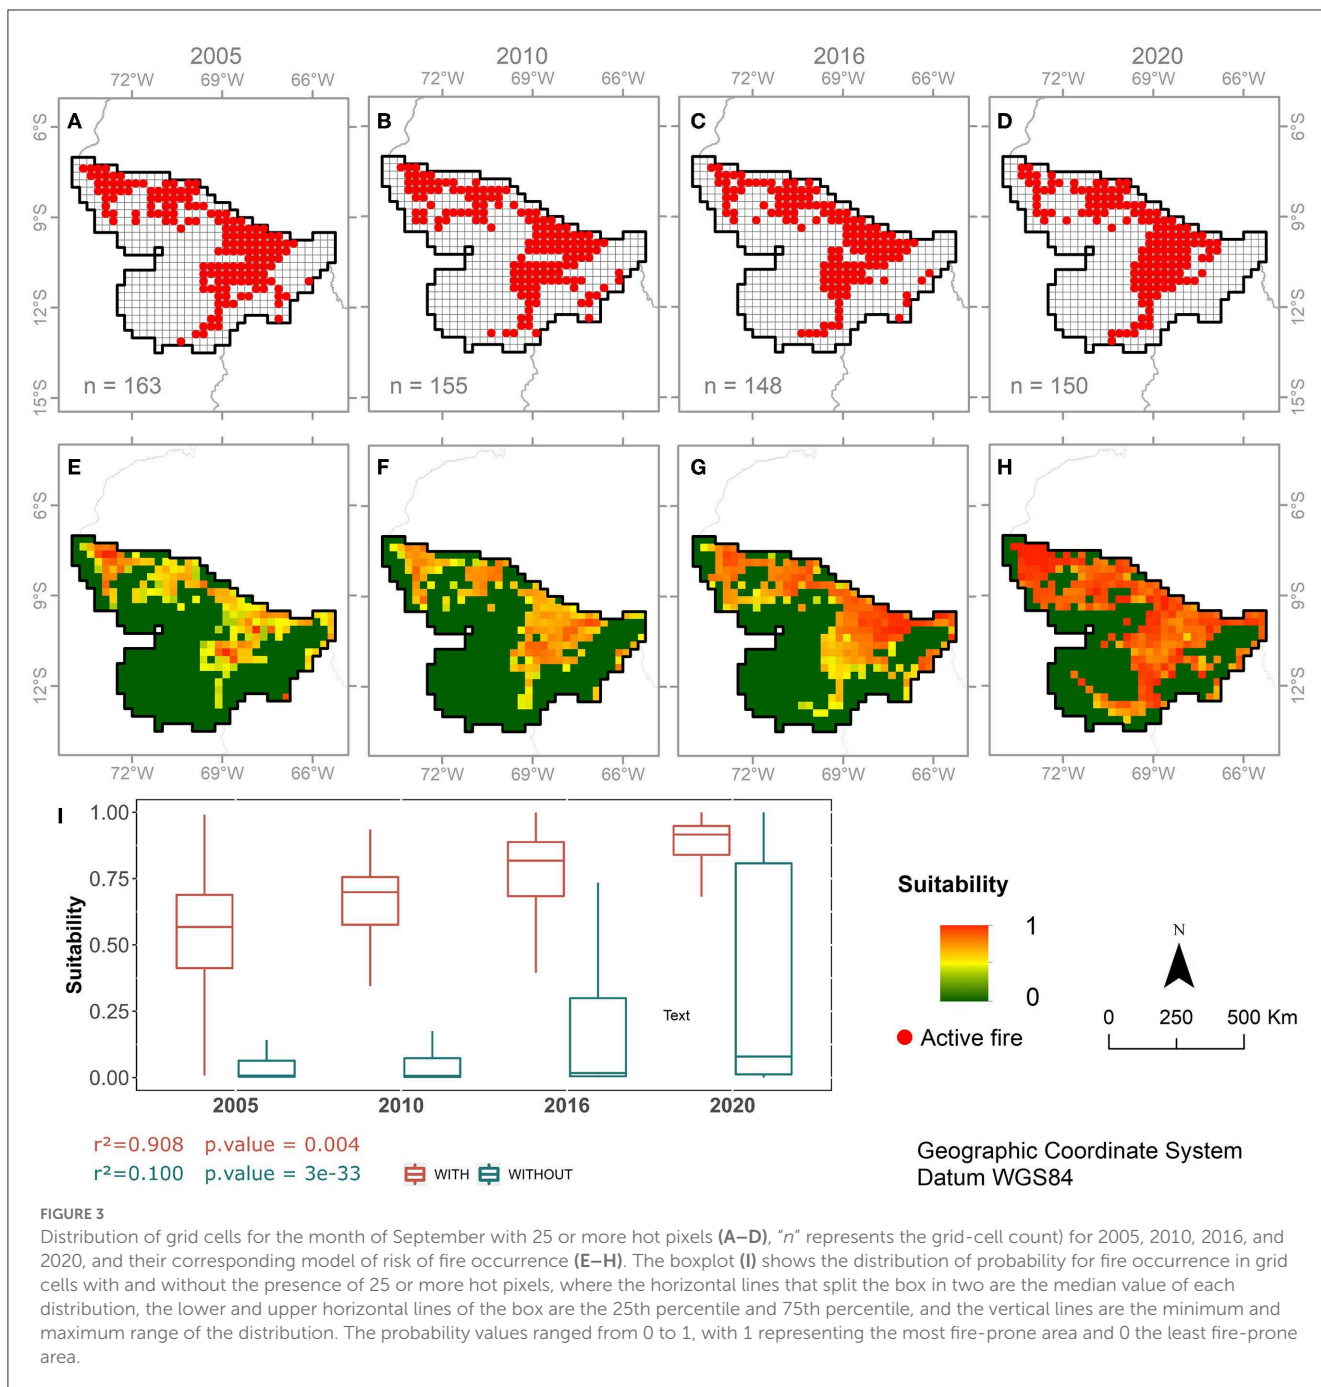 2005 2010 2016 2020
72°W 69°W 66°W 72°W 69°W 66°W 72°W 69°W 66°W 72°W 69°W 66°W
A B C D
6°S 6°S
9°S 9°S
12°S 12°S
15°S 15°S
n = 163 n = 155 n = 148 n = 150
E F G H
6°S 6°S
9°S 9°S
12°S 12°S
72°W 69°W 66°W 72°W 69°W 66°W 72°W 69°W 66°W 72°W 69°W 66°W
I
Suitability
1.00
0.75
0.50
0.25
0.00
Text
2005 2010 2016 2020
r²=0.908 p.value = 0.004
r²=0.100 p.value = 3e-33
WITH WITHOUT
Suitability
1
0
Active fire
N
0 250 500 Km
Geographic Coordinate System
Datum WGS84
FIGURE 3
Distribution of grid cells for the month of September with 25 or more hot pixels (A–D), "n" represents the grid-cell count) for 2005, 2010, 2016, and
2020, and their corresponding model of risk of fire occurrence (E–H). The boxplot (I) shows the distribution of probability for fire occurrence in grid
cells with and without the presence of 25 or more hot pixels, where the horizontal lines that split the box in two are the median value of each
distribution, the lower and upper horizontal lines of the box are the 25th percentile and 75th percentile, and the vertical lines are the minimum and
maximum range of the distribution. The probability values ranged from 0 to 1, with 1 representing the most fire-prone area and 0 the least fire-prone
area.